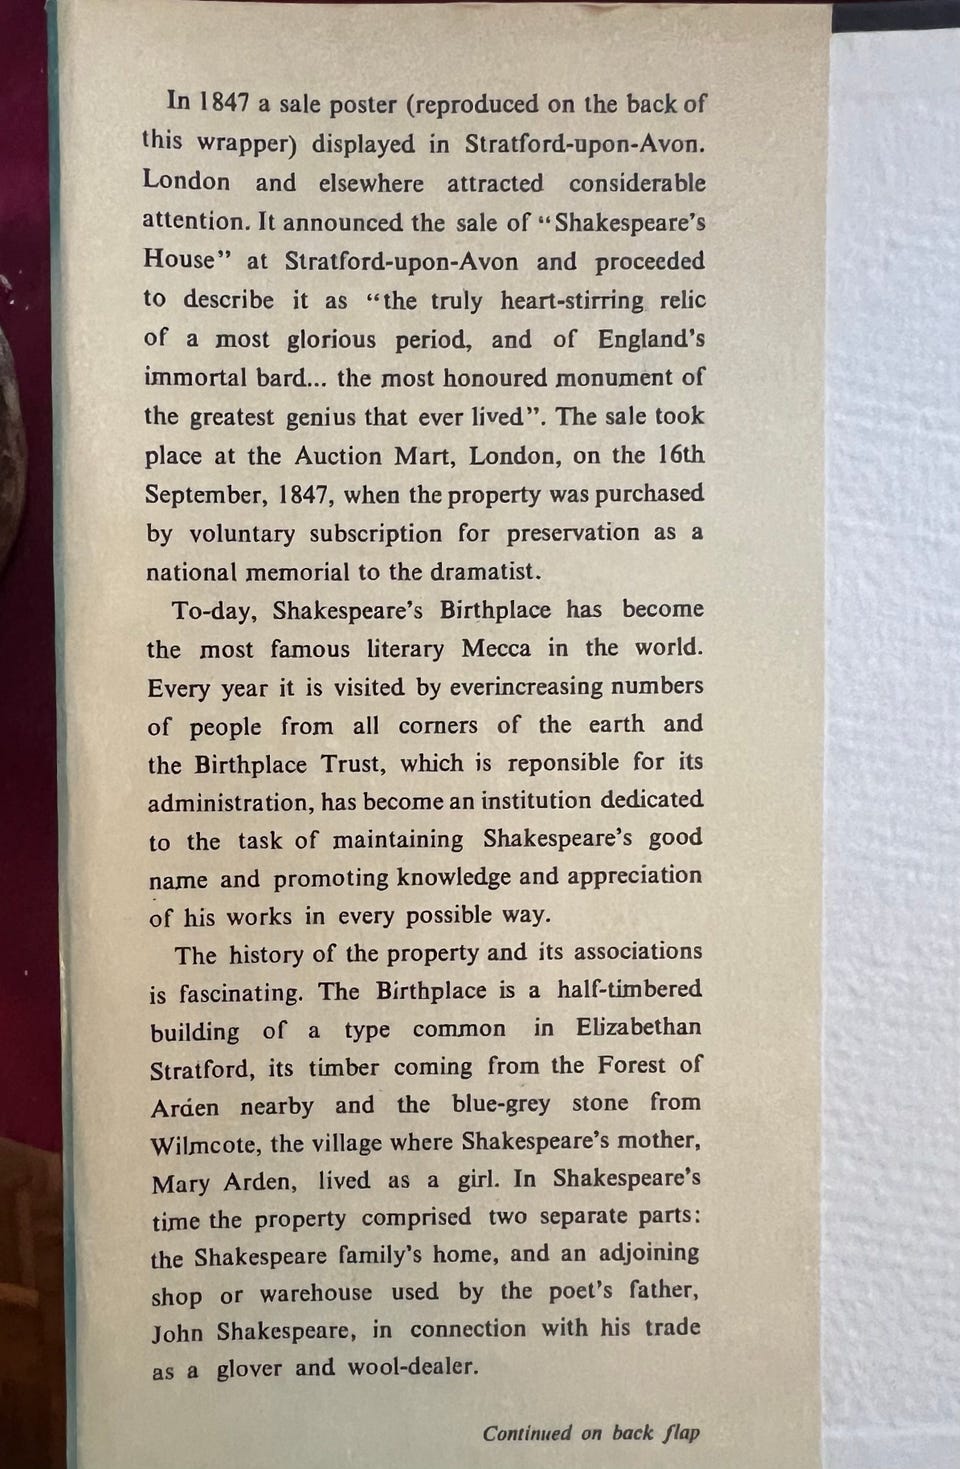 In 1847 a sale poster (reproduced on the back of
this wrapper) displayed in Stratford-upon-Avon.
London and elsewhere attracted considerable
attention. It announced the sale of “Shakespeare’s
House” at Stratford-upon-Avon and proceeded
to describe it as “the truly heart-stirring relic
of a most glorious period, and of England’s
immortal bard... the most honoured monument of
the greatest genius that ever lived”. The sale took
place at the Auction Mart, London, on the 16th
September, 1847, when the property was purchased
by voluntary subscription for preservation as a
national memorial to the dramatist.
To-day, Shakespeare’s Birthplace has become
the most famous literary Mecca in the world.
Every year it is visited by everincreasing numbers
of people from all corners of the earth and
the Birthplace Trust, which is reponsible for its
administration, has become an institution dedicated
to the task of maintaining Shakespeare’s good
name and promoting knowledge and appreciation
of his works in every possible way.
The history of the property and its associations
is fascinating. The Birthplace is a half-timbered
building of a type common in Elizabethan
Stratford, its timber coming from the Forest of
Arden nearby and the blue-grey stone from
Wilmcote, the village where Shakespeare’s mother,
Mary Arden, lived as a girl. In Shakespeare’s
time the property comprised two separate parts:
the Shakespeare family’s home, and an adjoining
shop or warehouse used by the poet’s father,
John Shakespeare, in connection with his trade
as a glover and wool-dealer.
Continued on back flap